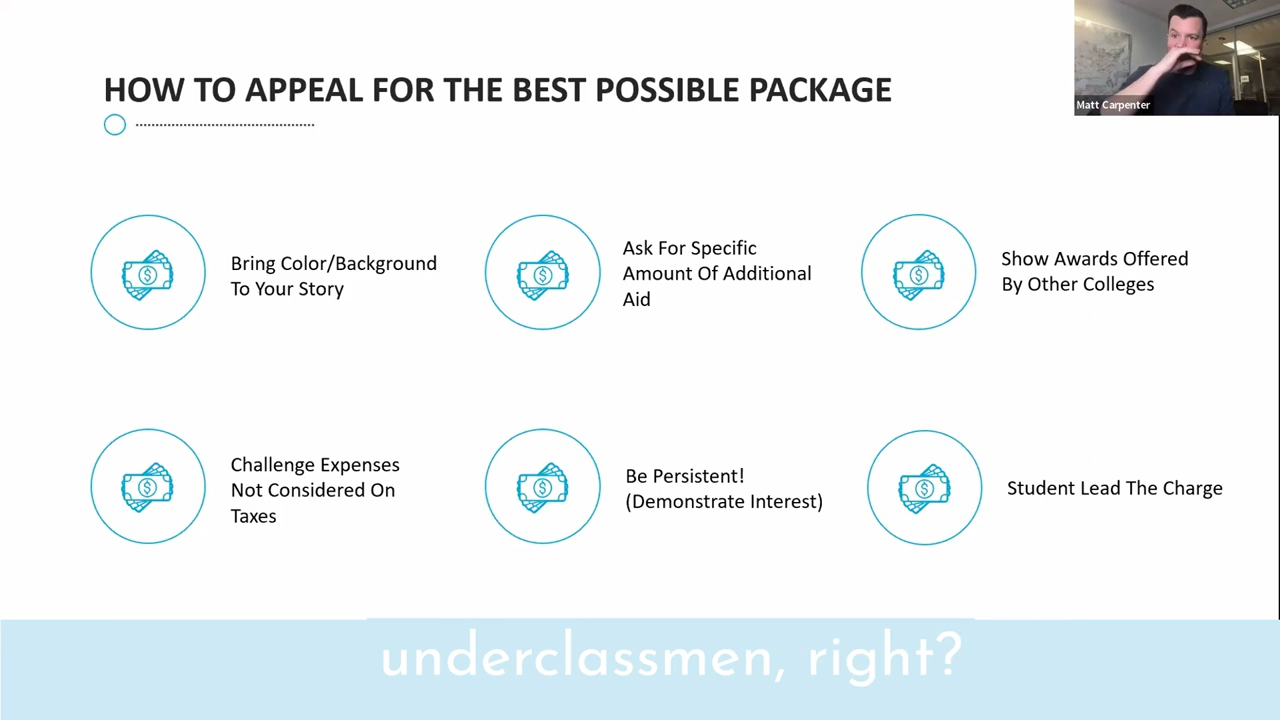 HOW TO APPEAL FOR THE BEST POSSIBLE PACKAGE
Matt Carpenter
Bring Color/Background
To Your Story
Ask For Specific
Amount Of Additional
Aid
Show Awards Offered
By Other Colleges
Challenge Expenses
Not Considered On
Taxes
Be Persistent!
(Demonstrate Interest)
Student Lead The Charge
underclassmen, right?